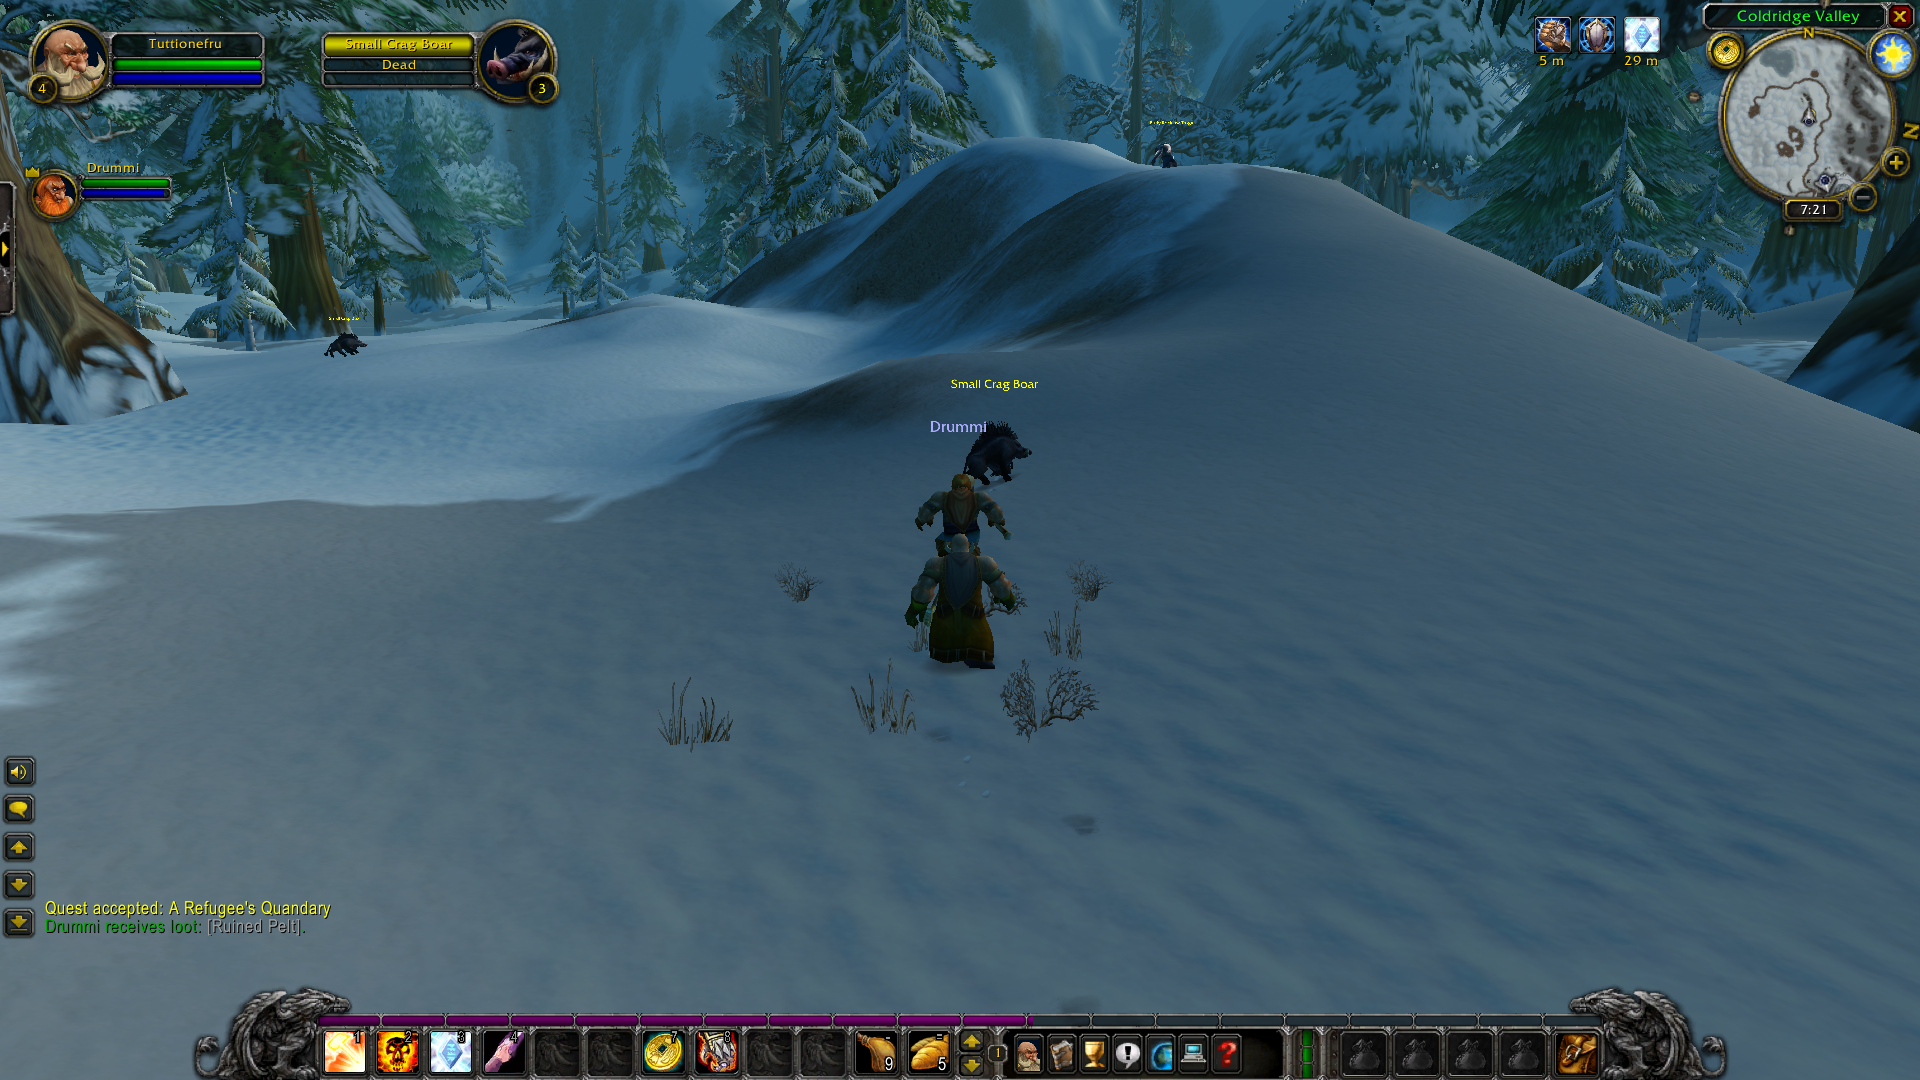 Tuttionefru
4
Small Crag Boar
Dead
3
5 m
29 m
Coldridge Valley
N
Z
7:21
Drummi
Small Crag Boar
Drummi
Quest accepted: A Refugee's Quandary
Drummi receives loot: [Ruined Pelt].
1
2
3
4
7
8
-
9
=
5
1